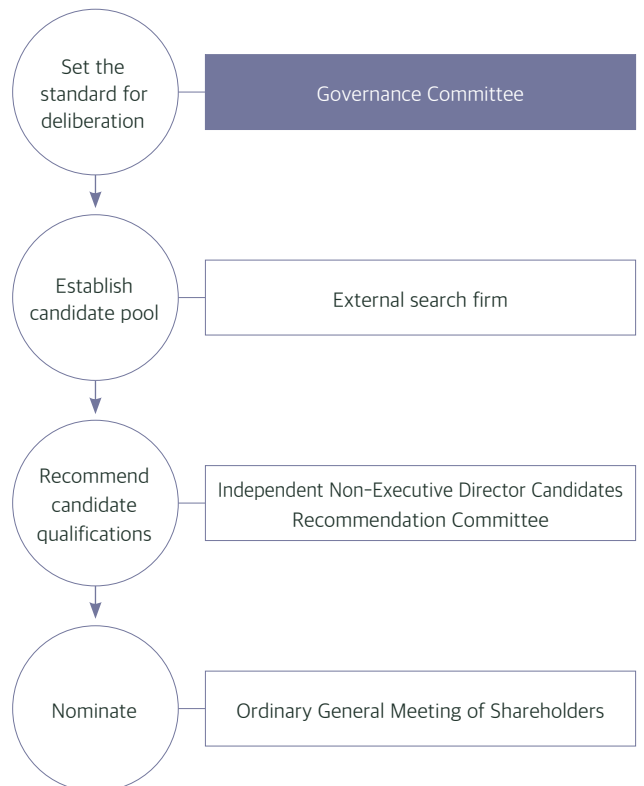 Set the
standard for
deliberation
Governance Committee
Establish
candidate pool
External search firm
Recommend
candidate
qualifications
Independent Non-Executive Director Candidates
Recommendation Committee
Nominate
Ordinary General Meeting of Shareholders